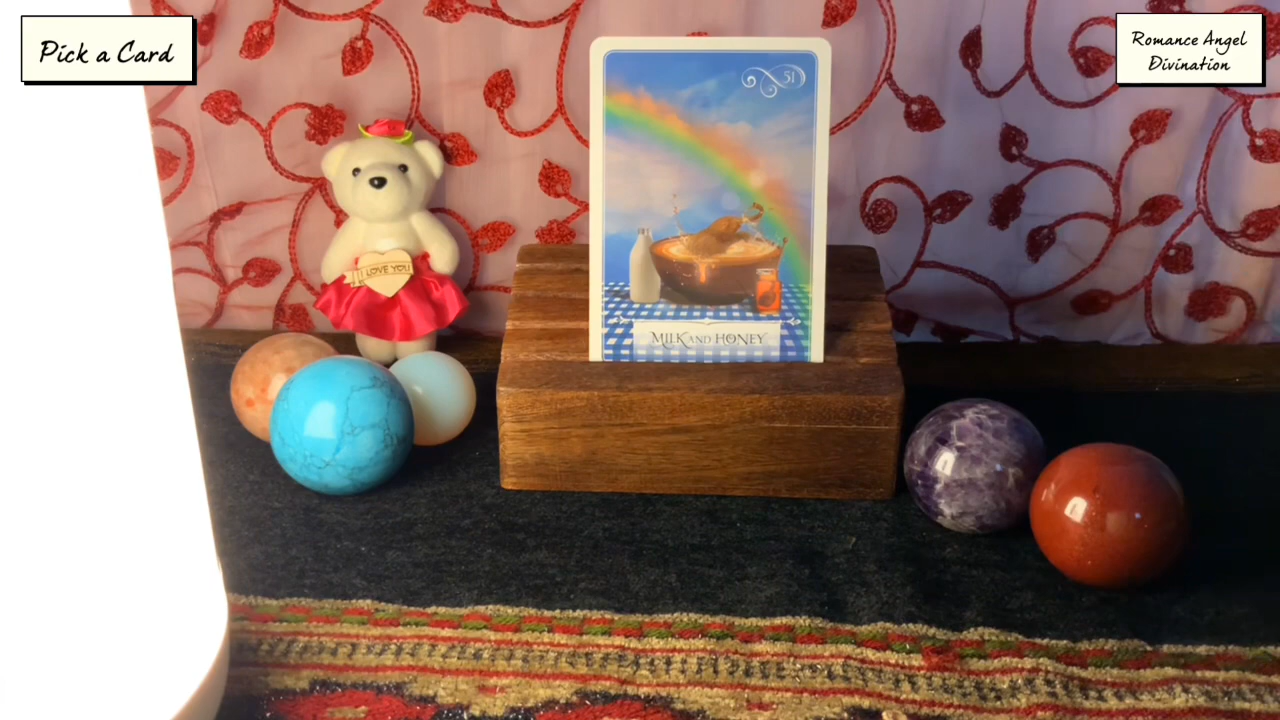 Pick a Card
Romance Angel
Divination
51
I LOVE YOU
MILK AND HONEY